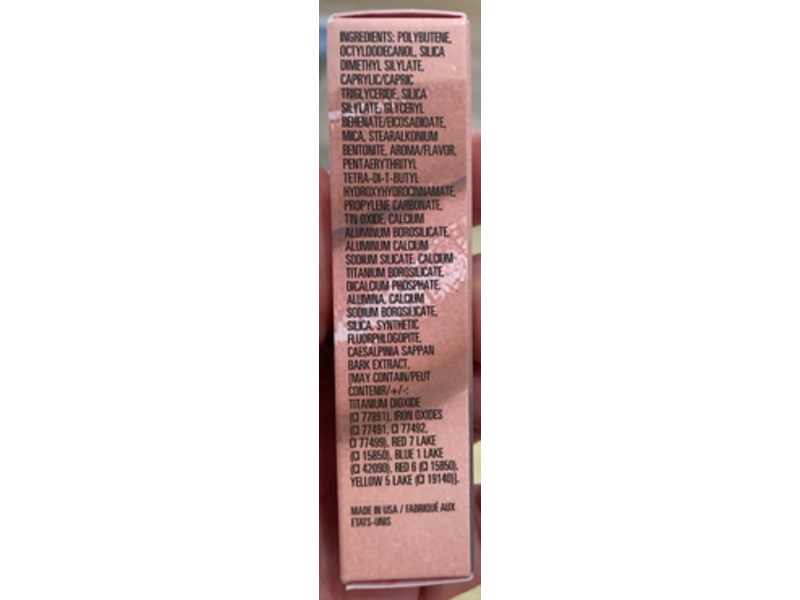 INGREDIENTS: POLYBUTENE,
OCTYLDODECANOL, SILICA
DIMETHYL SILYLATE,
CAPRYLIC/CAPRIC
TRIGLYCERIDE, SILICA
SILYLATE, GLYCERYL
BEHENATE/EICOSADIOATE,
MICA, STEARALKONIUM
BENTONITE, AROMA/FLAVOR,
PENTAERYTHRITYL
TETRA-DI-T-BUTYL
HYDROXYHYDROCINNAMATE,
PROPYLENE CARBONATE,
TIN OXIDE, CALCIUM
ALUMINUM BOROSILICATE,
ALUMINUM CALCIUM
SODIUM SILICATE, CALCIUM
TITANIUM BOROSILICATE,
DICALCIUM PHOSPHATE,
ALUMINA, CALCIUM
SODIUM BOROSILICATE,
SILICA, SYNTHETIC
FLUORPHLOGOPITE,
CAESALPINIA SAPPAN
BARK EXTRACT,
[MAY CONTAIN/PEUT
CONTENIR/+/-:
TITANIUM DIOXIDE
(CI 77891), IRON OXIDES
(CI 77491, CI 77492,
CI 77499), RED 7 LAKE
(CI 15850), BLUE 1 LAKE
(CI 42090), RED 6 (CI 15850),
YELLOW 5 LAKE (CI 19140)].
MADE IN USA / FABRIQUÉ AUX
ETATS-UNIS